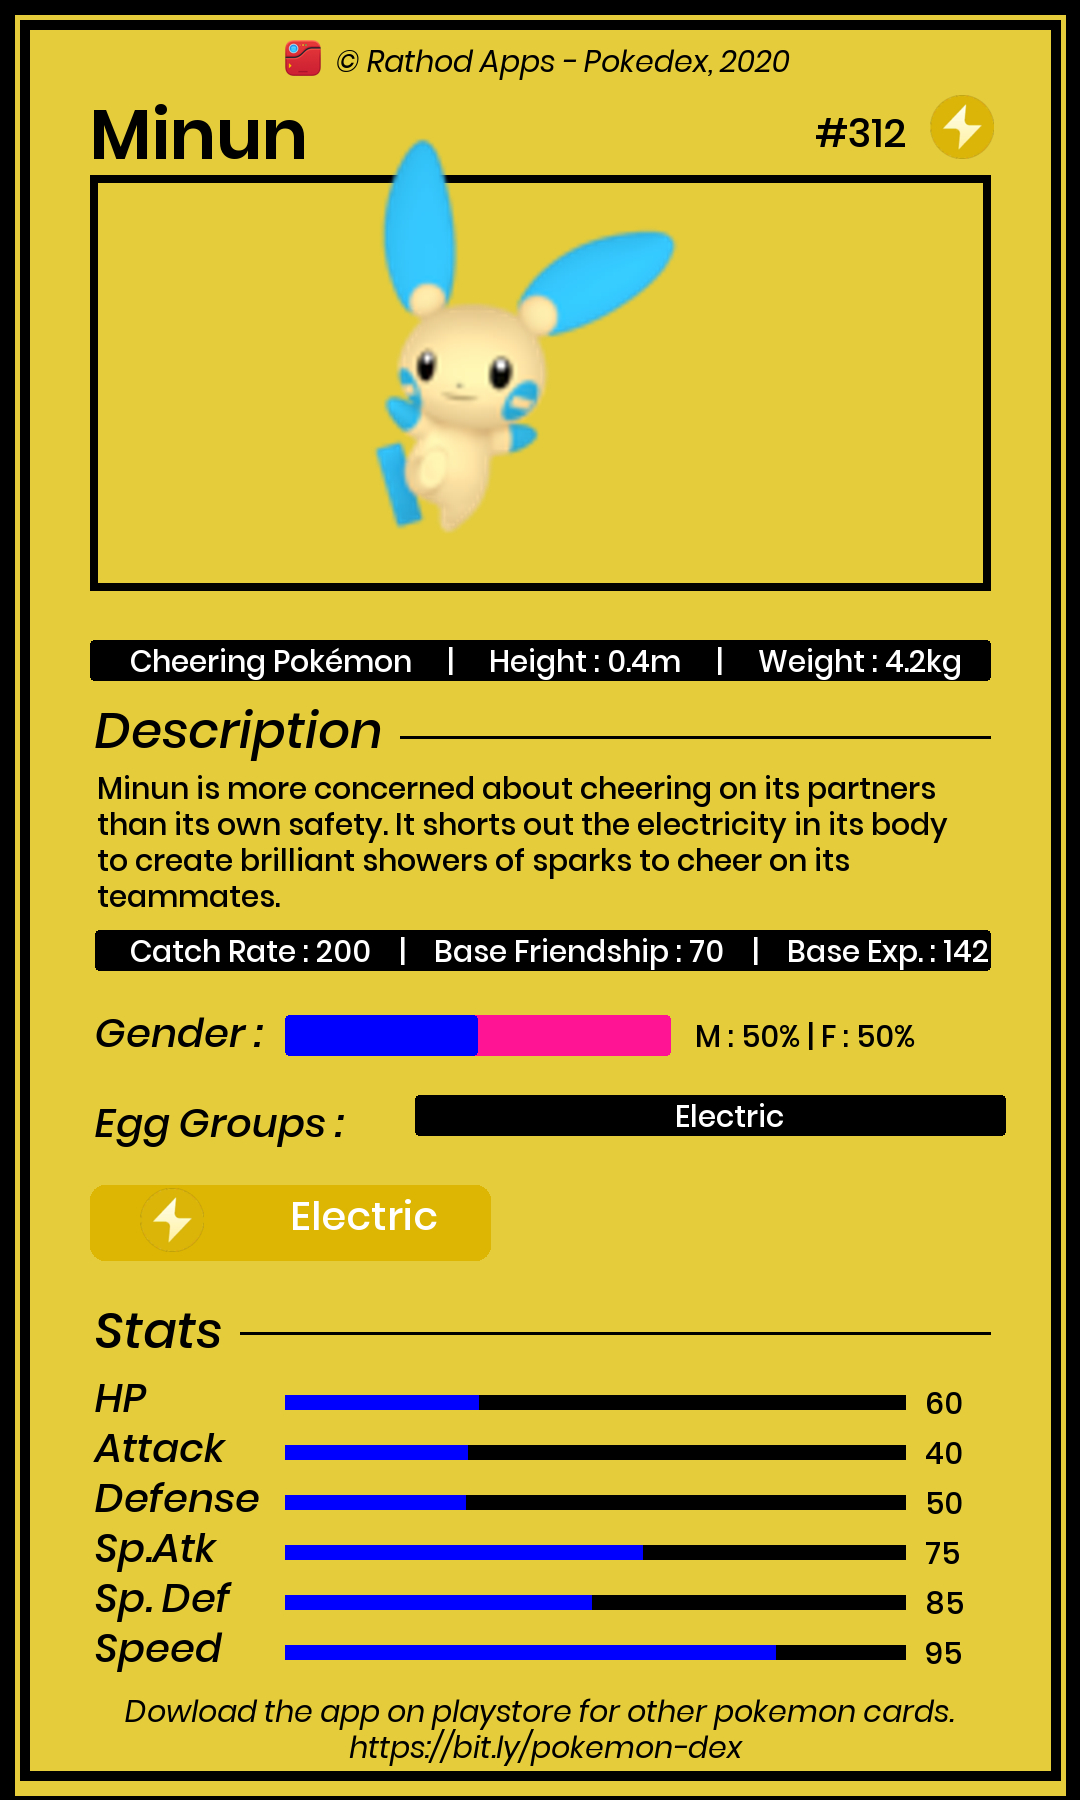 © Rathod Apps - Pokedex, 2020
Minun
#312
Cheering Pokémon | Height : 0.4m | Weight : 4.2kg
Description
Minun is more concerned about cheering on its partners
than its own safety. It shorts out the electricity in its body
to create brilliant showers of sparks to cheer on its
teammates.
Catch Rate : 200 | Base Friendship : 70 | Base Exp. : 142
Gender : M : 50% | F : 50%
Egg Groups : Electric
Electric
Stats
HP 60
Attack 40
Defense 50
Sp.Atk 75
Sp. Def 85
Speed 95
Dowload the app on playstore for other pokemon cards.
https://bit.ly/pokemon-dex